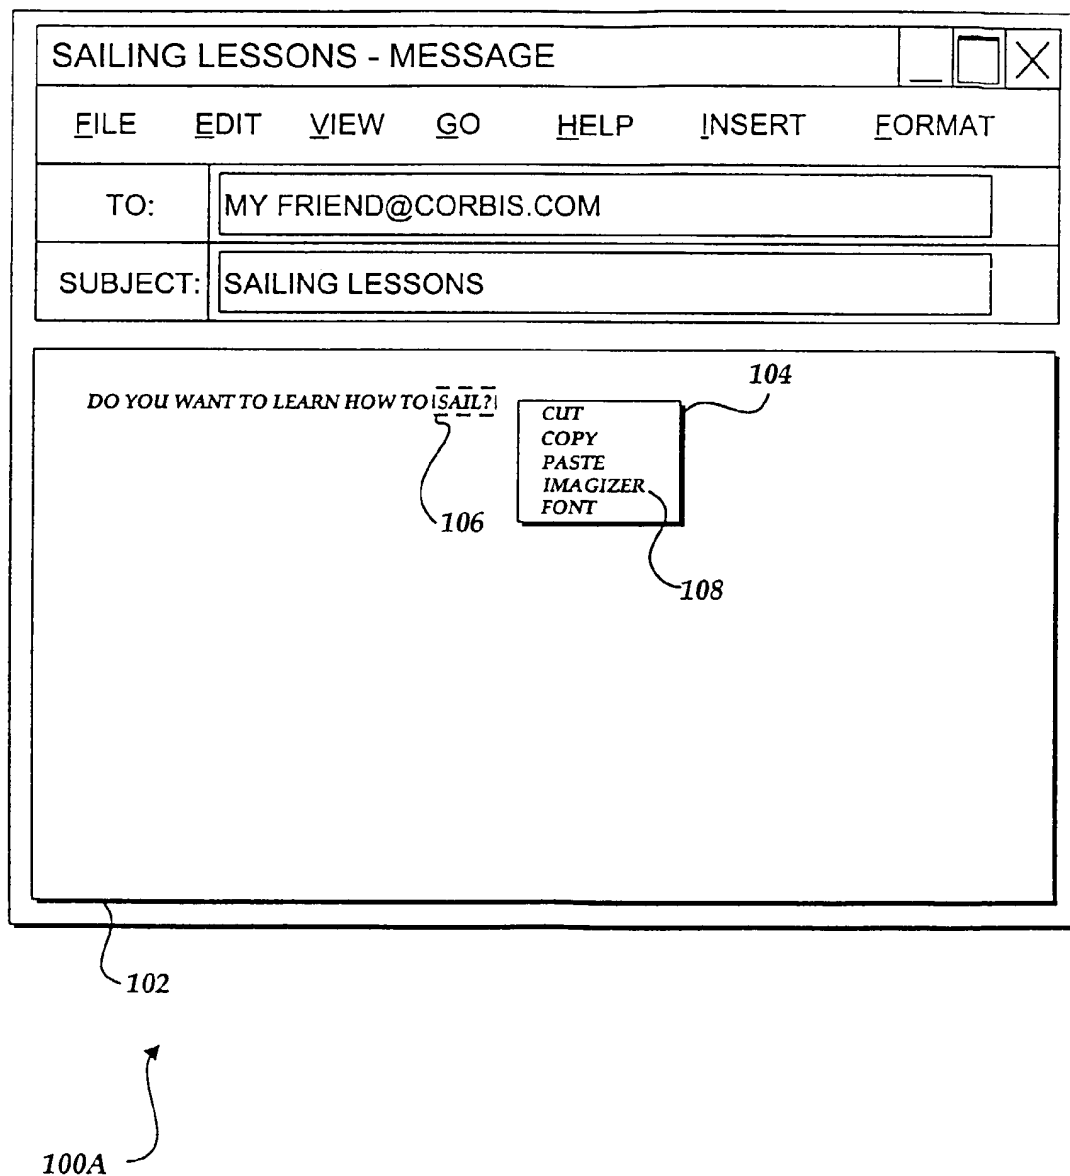 SAILING LESSONS - MESSAGE
FILE EDIT VIEW GO HELP INSERT FORMAT
TO: MY FRIEND@CORBIS.COM
SUBJECT: SAILING LESSONS
104
DO YOU WANT TO LEARN HOW TO SAIL?
CUT
COPY
PASTE
IMAGIZER
FONT
106
108
102
100A